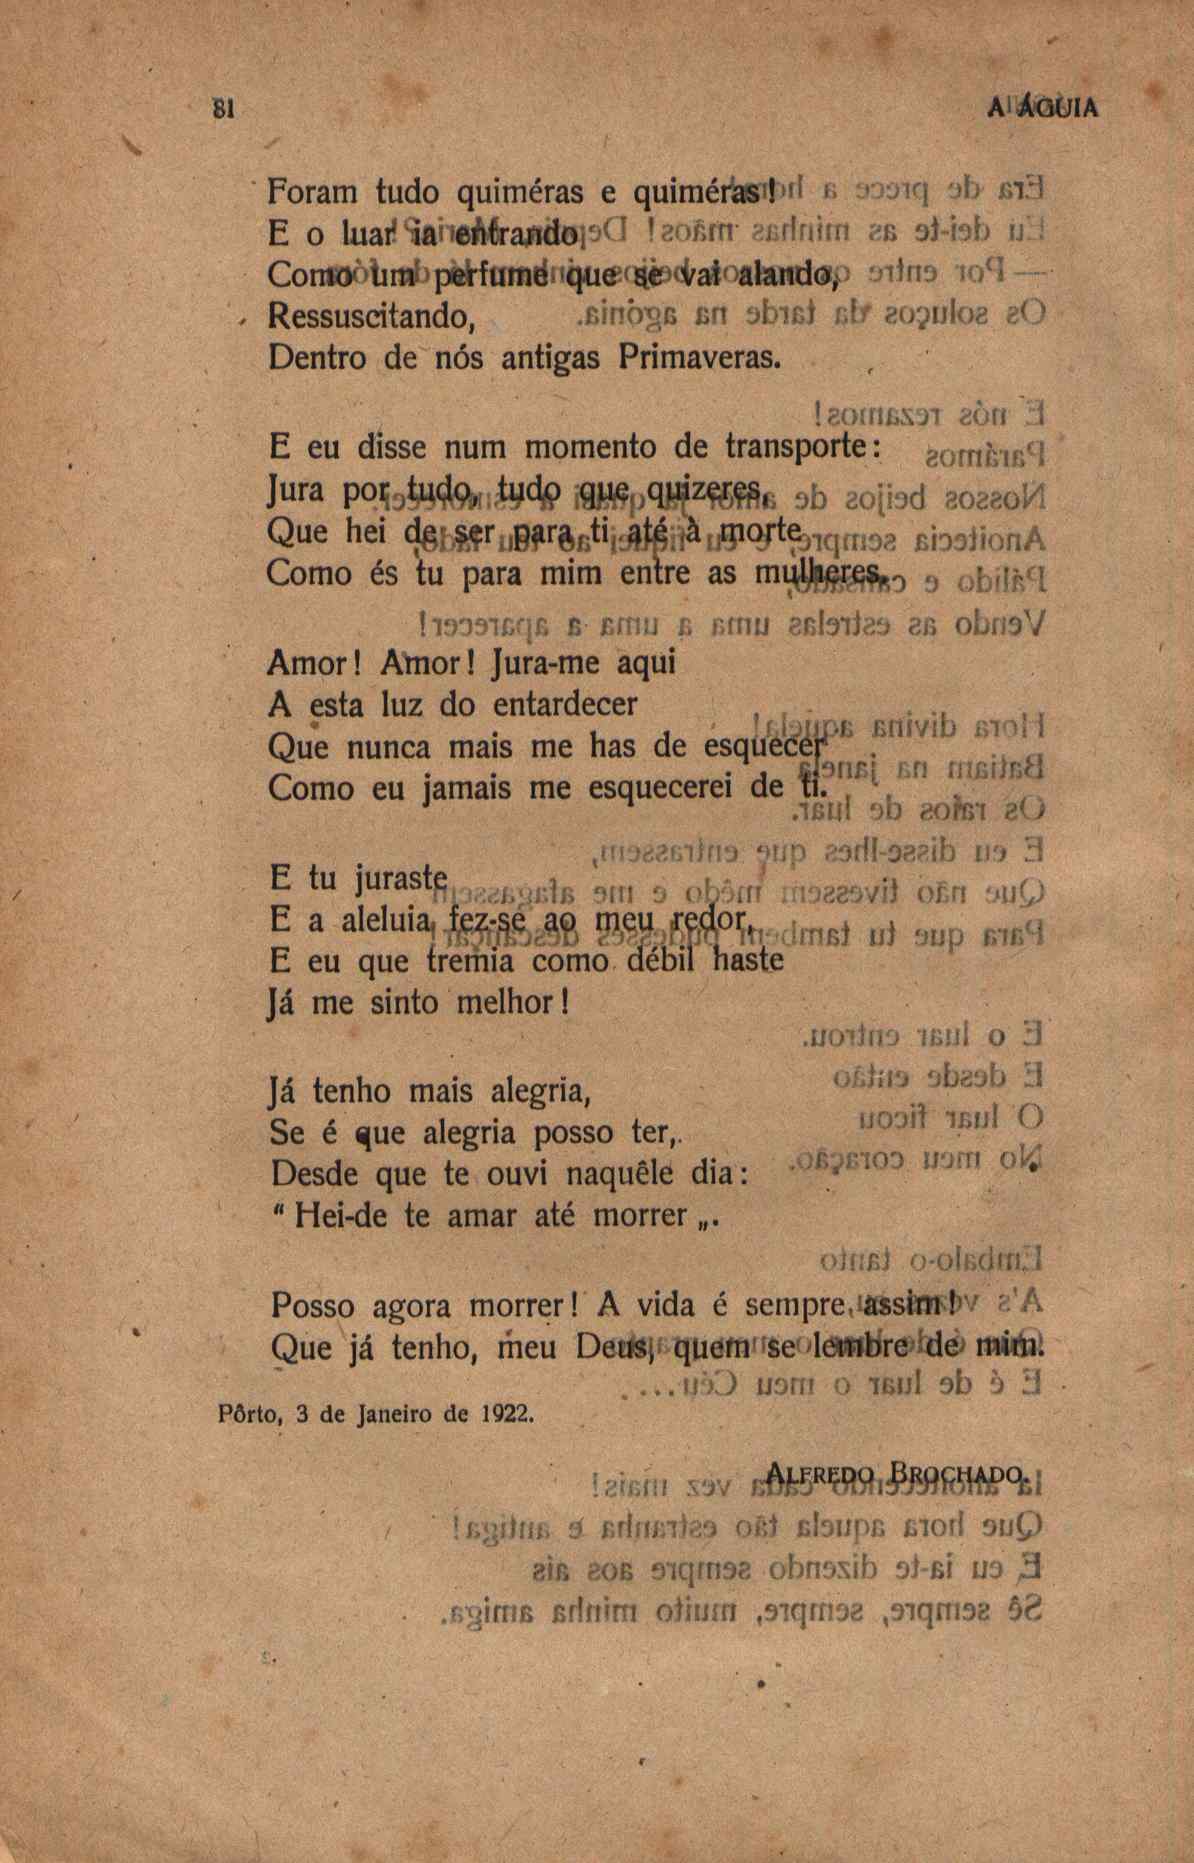 81
A ÁGUIA
Foram tudo quiméras e quiméras!
E o luar ia entrando
Como um perfume que se vai alando,
Ressuscitando,
Dentro de nós antigas Primaveras.
E eu disse num momento de transporte:
Jura por tudo, tudo que quizeres,
Que hei de ser para ti até à morte
Como és tu para mim entre as mulheres.
Amor! Amor! Jura-me aqui
A esta luz do entardecer
Que nunca mais me has de esquecer
Como eu jamais me esquecerei de ti.
E tu juraste
E a aleluia fez-se ao meu redor,
E eu que tremia como débil haste
Já me sinto melhor!
Já tenho mais alegria,
Se é que alegria posso ter,
Desde que te ouvi naquêle dia:
“ Hei-de te amar até morrer „.
Posso agora morrer! A vida é sempre assim!
Que já tenho, meu Deus, quem se lembre de mim.
Pôrto, 3 de Janeiro de 1922.
ALFREDO BROCHADO.